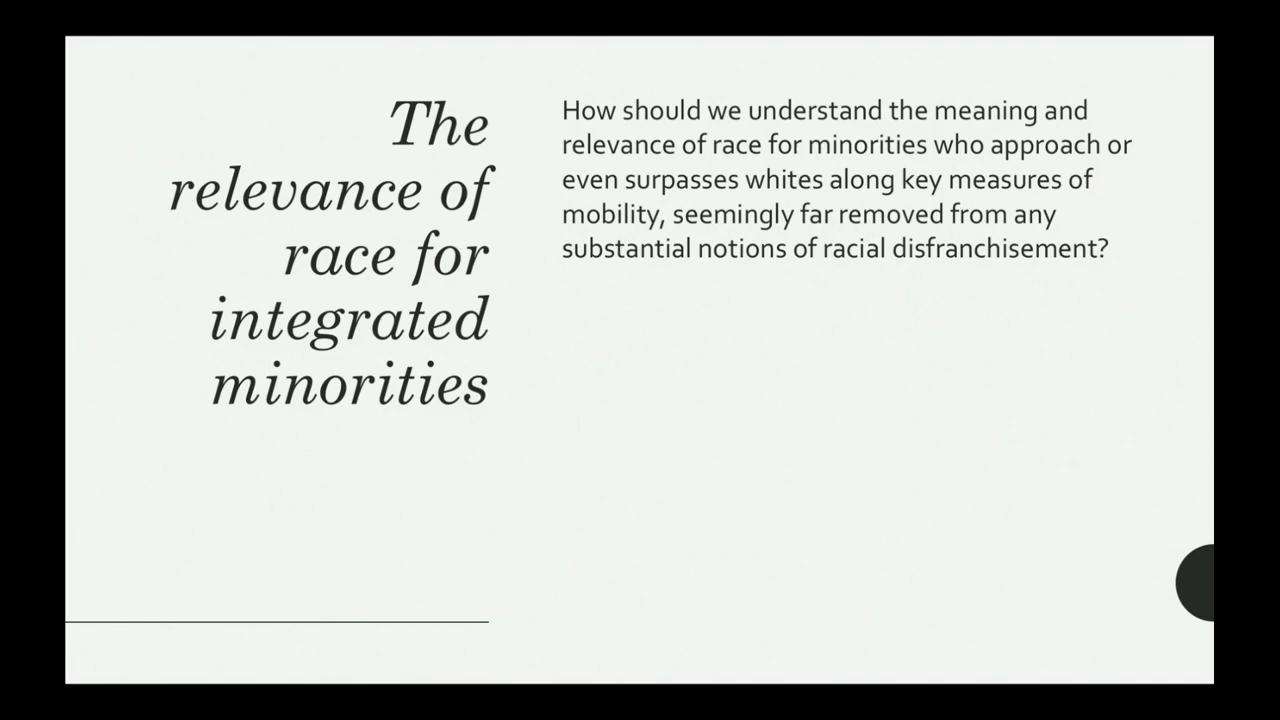 The
relevance of
race for
integrated
minorities
How should we understand the meaning and
relevance of race for minorities who approach or
even surpasses whites along key measures of
mobility, seemingly far removed from any
substantial notions of racial disfranchisement?